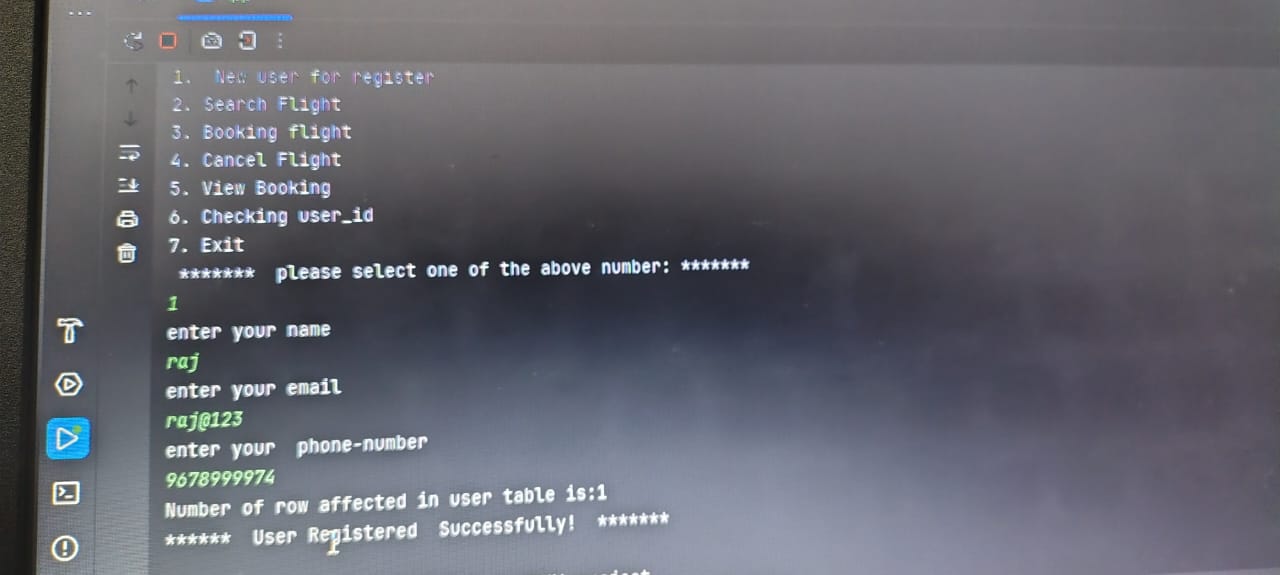 1.  New user for register
2. Search Flight
3. Booking flight
4. Cancel Flight
5. View Booking
6. Checking user_id
7. Exit
*******  please select one of the above number: *******
1
enter your name
raj
enter your email
raj@123
enter your  phone-number
9678999974
Number of row affected in user table is:1
******  User Registered  Successfully!  *******